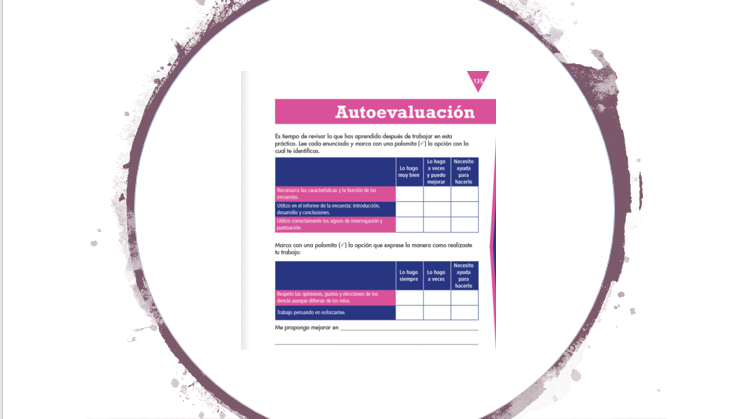 135
Autoevaluación
Es tiempo de revisar lo que has aprendido después de trabajar en esta
práctica. Lee cada enunciado y marca con una palomita (✓) la opción con la
cual te identificas.
Lo hago
muy bien
Lo hago
a veces
y puedo
mejorar
Necesito
ayuda
para
hacerlo
Reconozco las características y la función de las
encuestas.
Utilizo en el informe de la encuesta: introducción,
desarrollo y conclusiones.
Utilizo correctamente los signos de interrogación y
puntuación.
Marca con una palomita (✓) la opción que exprese la manera como realizaste
tu trabajo:
Lo hago
siempre
Lo hago
a veces
Necesito
ayuda
para
hacerlo
Respeto las opiniones, gustos y elecciones de los
demás aunque difieran de los míos.
Trabajo pensando en esforzarme.
Me propongo mejorar en